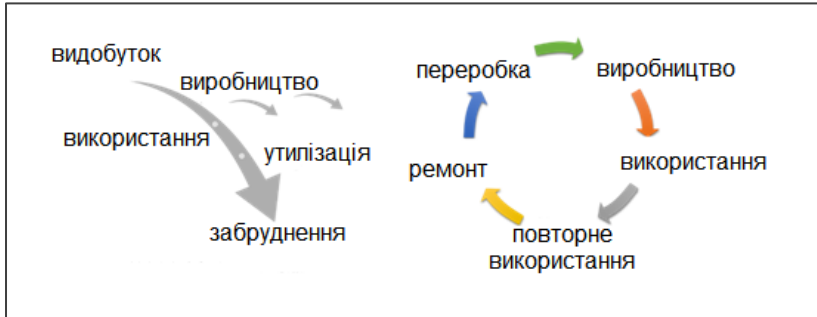 видобуток
виробництво
використання
утилізація
забруднення
переробка
виробництво
використання
повторне
використання
ремонт